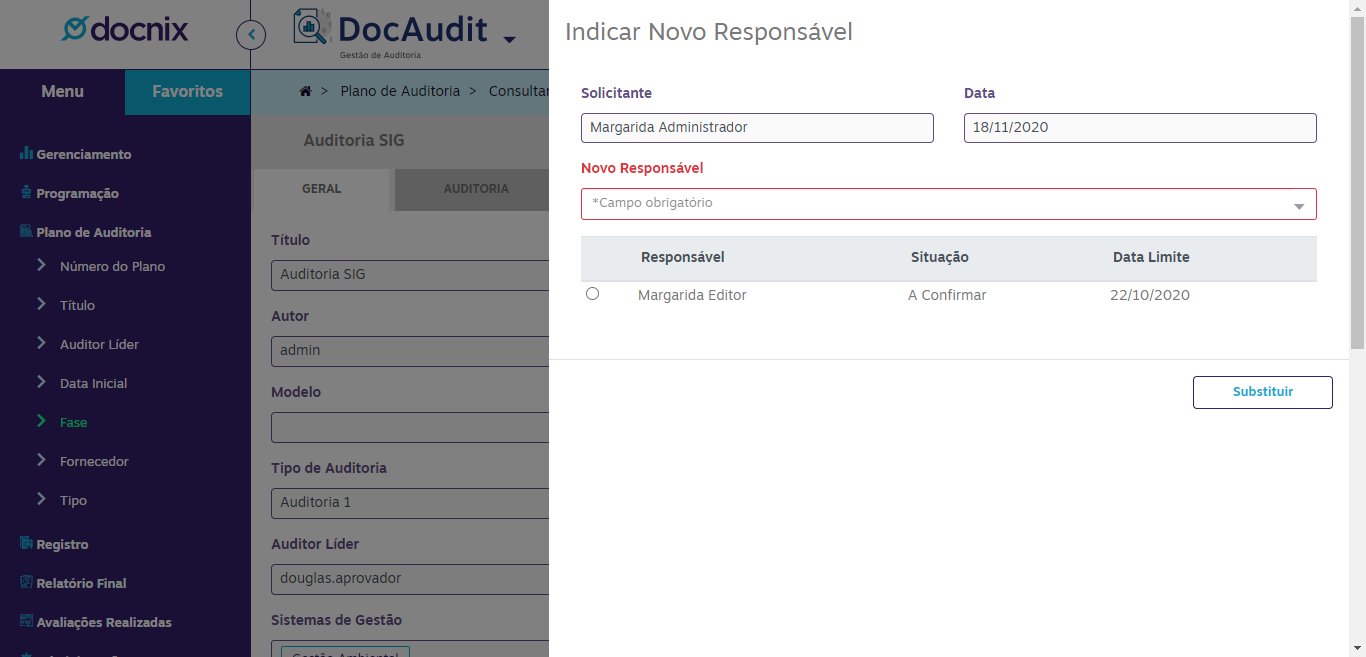 docnix
DocAudit
Gestão de Auditoria
Menu
Favoritos
> Plano de Auditoria > Consultar
Gerenciamento
Programação
Plano de Auditoria
Número do Plano
Título
Auditor Líder
Data Inicial
Fase
Fornecedor
Tipo
Registro
Relatório Final
Avaliações Realizadas
Auditoria SIG
GERAL
AUDITORIA
Título
Auditoria SIG
Autor
admin
Modelo
Tipo de Auditoria
Auditoria 1
Auditor Líder
douglas.aprovador
Sistemas de Gestão
Gestão Ambiental
Indicar Novo Responsável
Solicitante
Data
Margarida Administrador
18/11/2020
Novo Responsável
*Campo obrigatório
Responsável Situação Data Limite
Margarida Editor A Confirmar 22/10/2020
Substituir